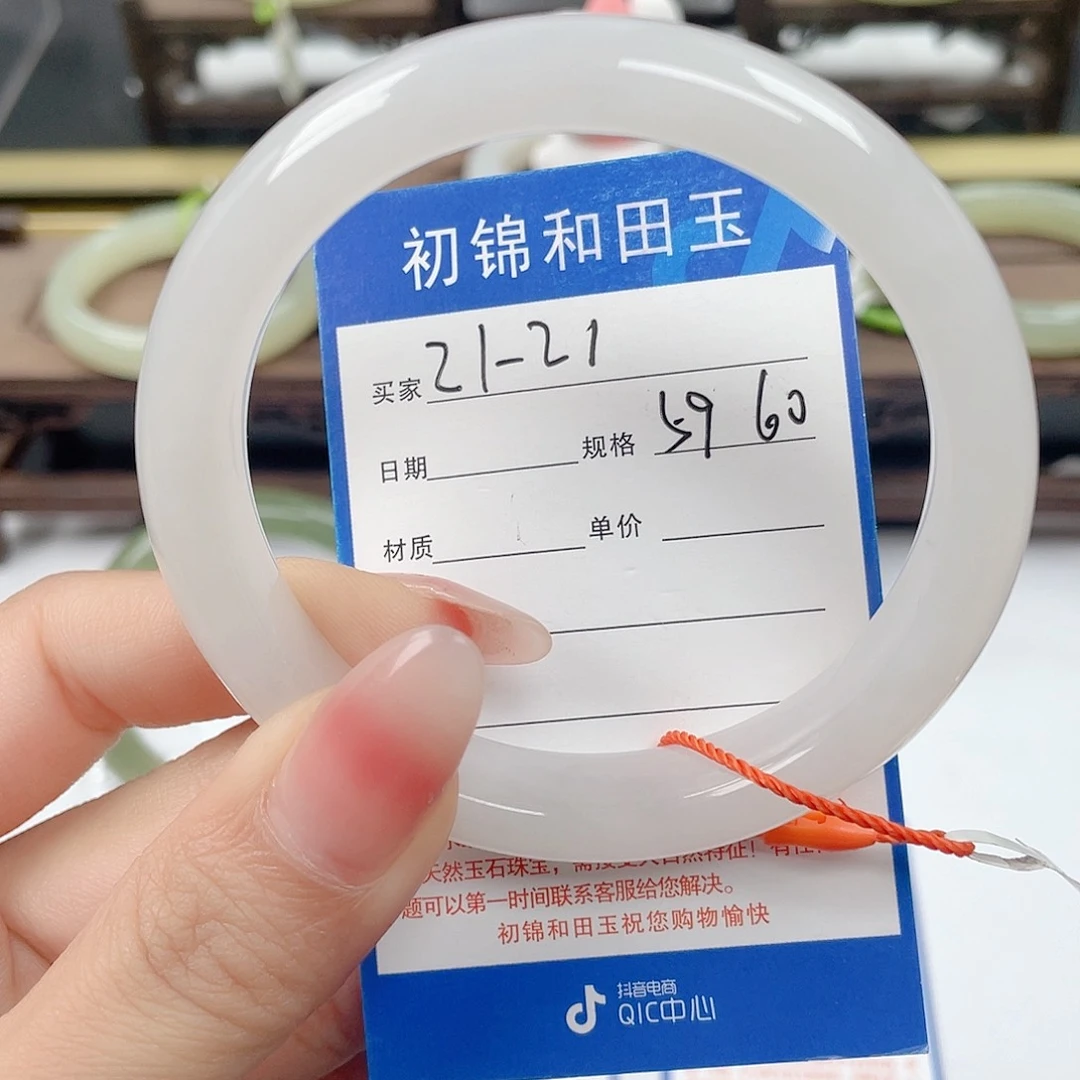 初锦和田玉
买家 21-21
日期 规格 59 60
材质 单价
天然玉石珠宝，需接受大自然特征！有任
题可以第一时间联系客服给您解决。
初锦和田玉祝您购物愉快
抖音电商
QIC中心